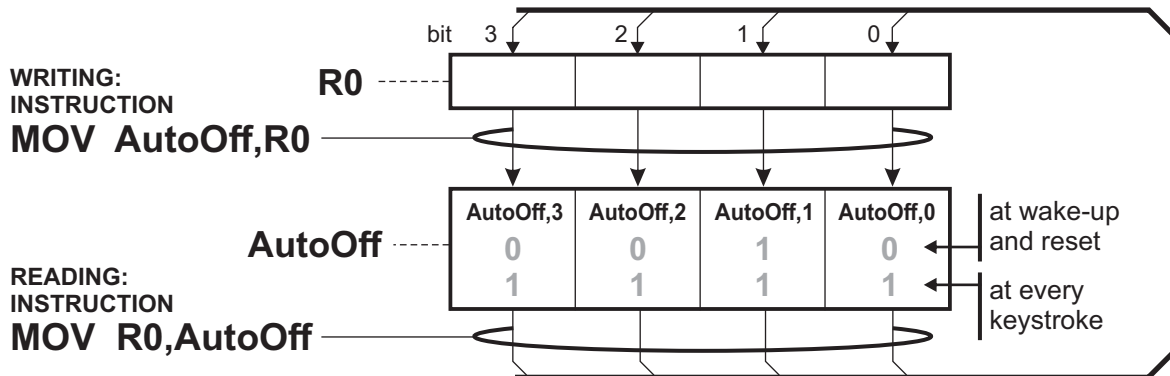 bit 3 2 1 0
WRITING:
INSTRUCTION
R0
MOV AutoOff,R0
AutoOff,3 AutoOff,2 AutoOff,1 AutoOff,0
AutoOff
0 0 1 0
at wake-up
and reset
1 1 1 1
at every
keystroke
READING:
INSTRUCTION
MOV R0,AutoOff